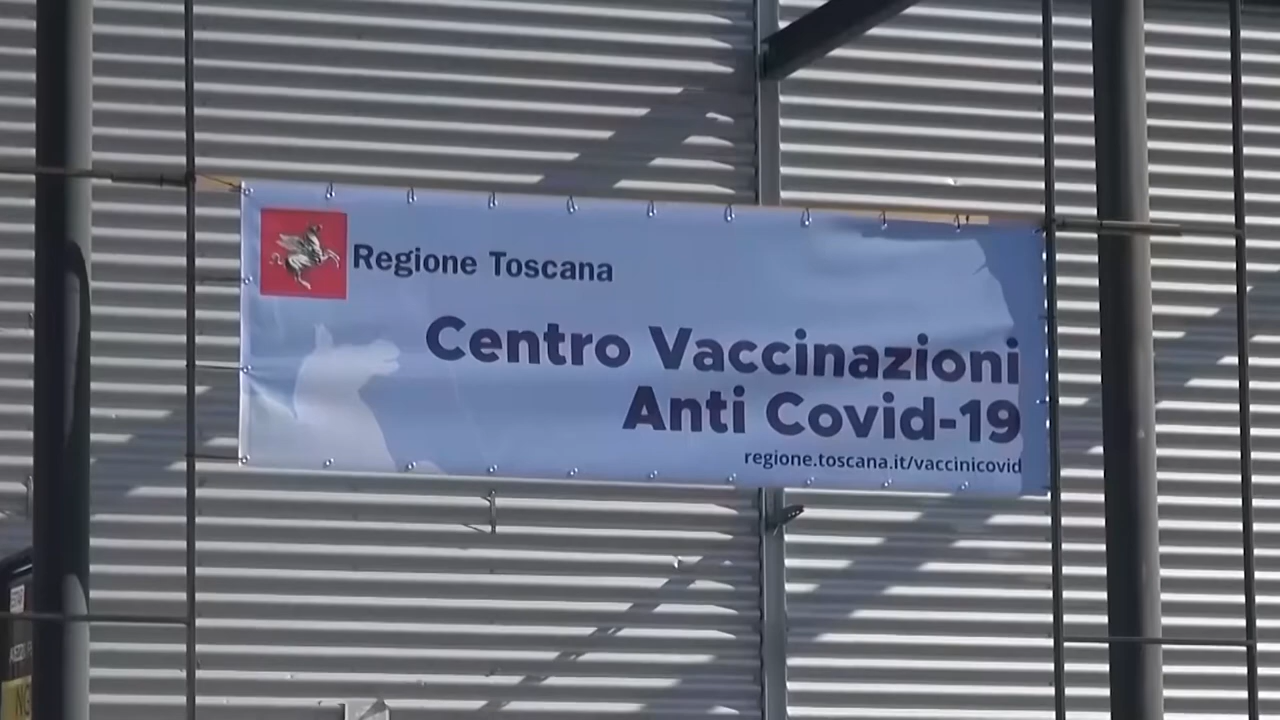 Regione Toscana
Centro Vaccinazioni
Anti Covid-19
regione.toscana.it/vaccinicovid